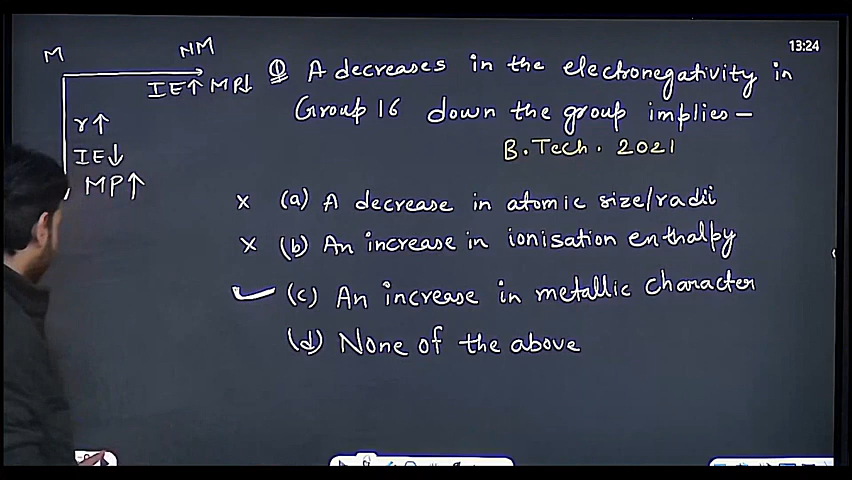 13:24
M NM
IE↑ MP↓
r↑
IE↓
MP↑
Q A decreases in the electronegativity in
Group 16 down the group implies –
B.Tech. 2021
x (a) A decrease in atomic size/radii
x (b) An increase in ionisation enthalpy
✓ (c) An increase in metallic character
(d) None of the above